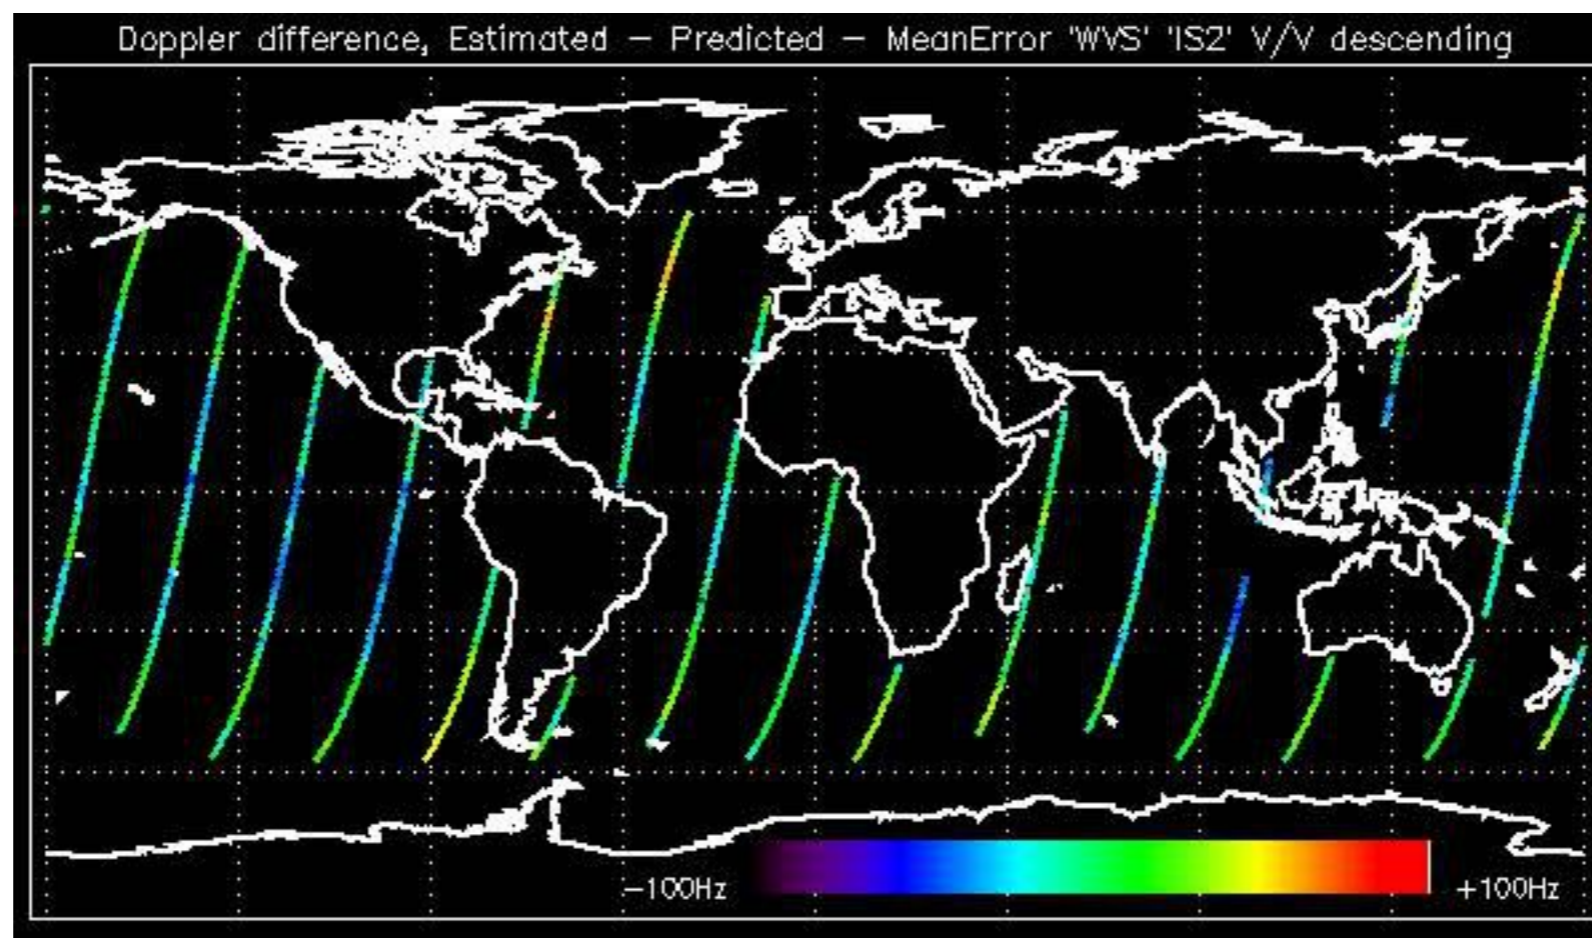 Doppler difference, Estimated – Predicted – MeanError 'WVS' 'IS2' V/V descending
–100Hz +100Hz